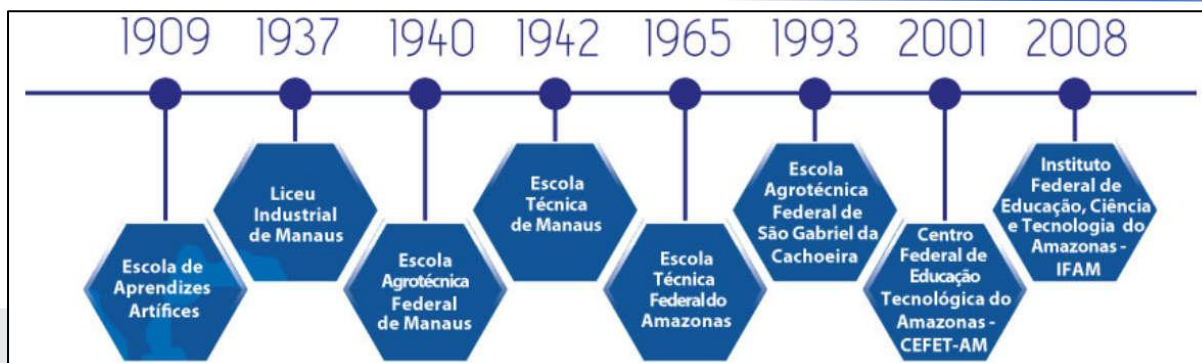 1909
1937
1940
1942
1965
1993
2001
2008
Escola de
Aprendizes
Artífices
Liceu
Industrial
de Manaus
Escola
Agrotécnica
Federal
de Manaus
Escola
Técnica
de Manaus
Escola
Técnica
Federal do
Amazonas
Escola
Agrotécnica
Federal de
São Gabriel da
Cachoeira
Centro
Federal de
Educação
Tecnológica do
Amazonas -
CEFET-AM
Instituto
Federal de
Educação, Ciência
e Tecnologia do
Amazonas -
IFAM